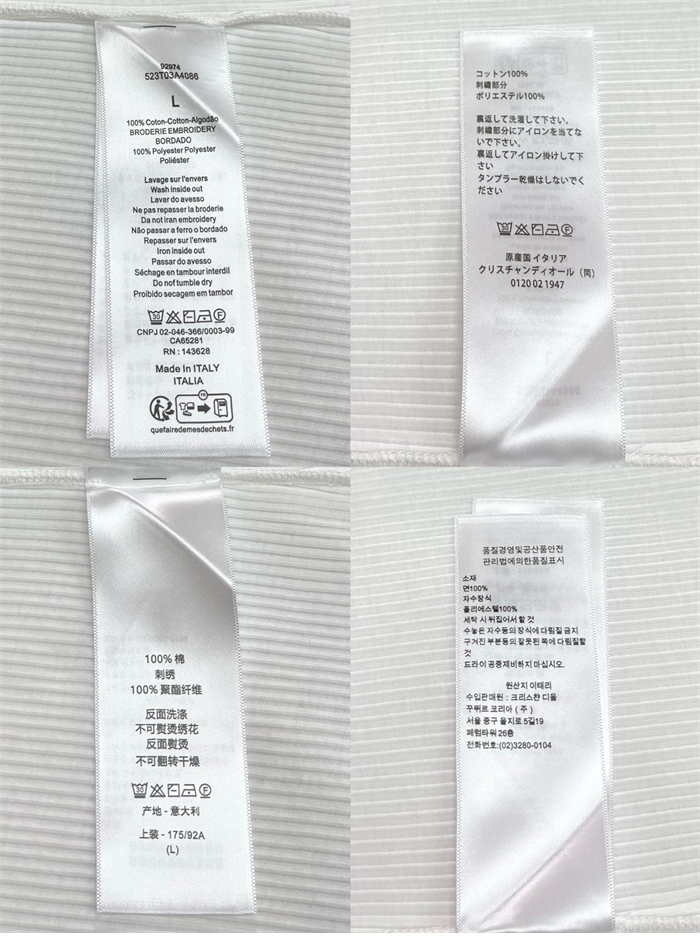 92974
523T03A4086
L
100% Coton-Cotton-Algodão
BRODERIE EMBROIDERY
BORDADO
100% Polyester Polyester
Poliéster
Lavage sur l'envers
Wash inside out
Lavar do avesso
Ne pas repasser la broderie
Da not iran embroidery
Não passar a ferro o bordado
Repasser sur l'envers
Iron inside out
Passar do avesso
Séchage en tambour interdil
Do not tumble dry
Proibido secagem em tambor
30
CNPJ 02-046-366/0003-99
CA65281
RN : 143628
Made In ITALY
ITALIA
FR
quefairedemesdechets.fr
コットン100%
刺繍部分
ポリエステル100%
裏返して洗濯して下さい。
刺繍部分にアイロンを当てな
いで下さい。
裏返してアイロン掛けして下
さい
タンプラー乾燥はしないでく
ださい
30
原産国 イタリア
クリスチャンディオール（同）
0120 02 1947
100% 棉
刺绣
100% 聚酯纤维
反面洗涤
不可熨烫绣花
反面熨烫
不可翻转干燥
30
产地 - 意大利
上装 - 175/92A
(L)
품질경영및공산품안전
관리법에의한품질표시
소재
면100%
자수장식
폴리에스텔100%
세탁 시 뒤집어서 할 것
수놓은 자수등의 장식에 다림질 금지
구겨진 부분등의 잘못된 쪽에 다림질할
것
드라이 공중제비하지 마십시오.
원산지 이태리
수입판매원 : 크리스챤 디올
꾸뛰르 코리아 (주)
서울 중구 을지로 5길19
페럼타워 26층
전화번호:(02)3280-0104